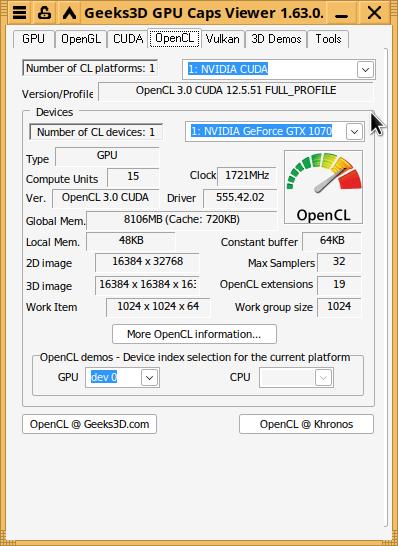 Geeks3D GPU Caps Viewer 1.63.0.
GPU OpenGL CUDA OpenCL Vulkan 3D Demos Tools
Number of CL platforms: 1 1: NVIDIA CUDA
Version/Profile OpenCL 3.0 CUDA 12.5.51 FULL_PROFILE
Devices
Number of CL devices: 1 1: NVIDIA GeForce GTX 1070
Type GPU
Compute Units 15 Clock 1721MHz
Ver. OpenCL 3.0 CUDA Driver 555.42.02
OpenCL
Global Mem. 8106MB (Cache: 720KB)
Local Mem. 48KB Constant buffer 64KB
2D image 16384 x 32768 Max Samplers 32
3D image 16384 x 16384 x 163 OpenCL extensions 19
Work Item 1024 x 1024 x 64 Work group size 1024
More OpenCL information...
OpenCL demos - Device index selection for the current platform
GPU dev 0 CPU
OpenCL @ Geeks3D.com OpenCL @ Khronos